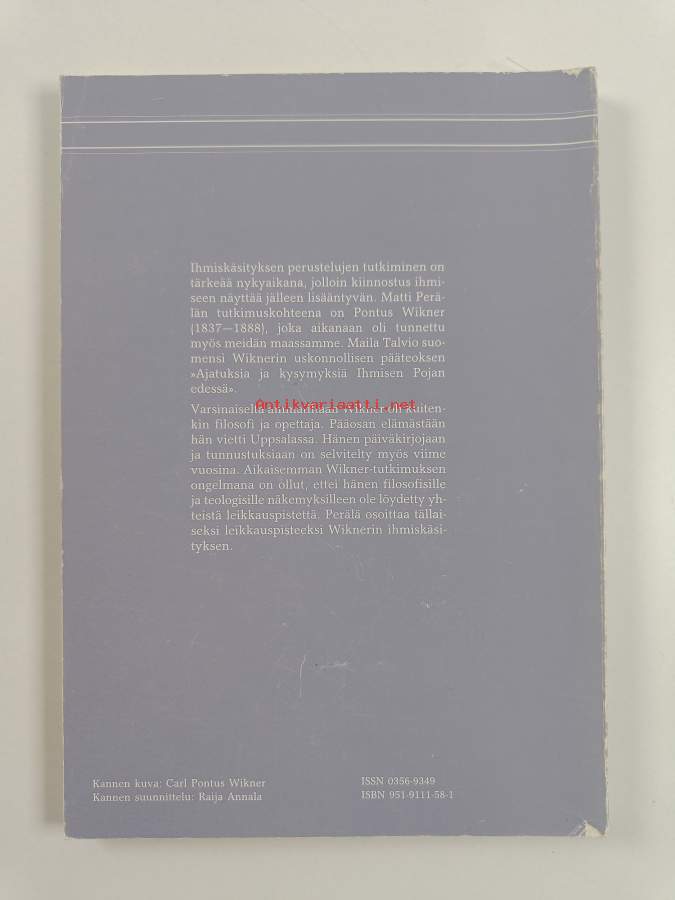 Ihmiskäsityksen perustelujen tutkiminen on
tärkeää nykyaikana, jolloin kiinnostus ihmi-
seen näyttää jälleen lisääntyvän. Matti Perä-
län tutkimuskohteena on Pontus Wikner
(1837—1888), joka aikanaan oli tunnettu
myös meidän maassamme. Maila Talvio suo-
mensi Wiknerin uskonnollisen pääteoksen
»Ajatuksia ja kysymyksiä Ihmisen Pojan
edessä».
Antikvariaatti.net
Varsinaiselta ammatiltaan Wikner oli kuiten-
kin filosofi ja opettaja. Pääosan elämästään
hän vietti Uppsalassa. Hänen päiväkirjojaan
ja tunnustuksiaan on selvitelty myös viime
vuosina. Aikaisemman Wikner-tutkimuksen
ongelmana on ollut, ettei hänen filosofisille
ja teologisille näkemyksilleen ole löydetty yh-
teistä leikkauspistettä. Perälä osoittaa tällai-
seksi leikkauspisteeksi Wiknerin ihmiskäsi-
tyksen.
Kannen kuva: Carl Pontus Wikner
Kannen suunnittelu: Raija Annala
ISSN 0356-9349
ISBN 951-9111-58-1